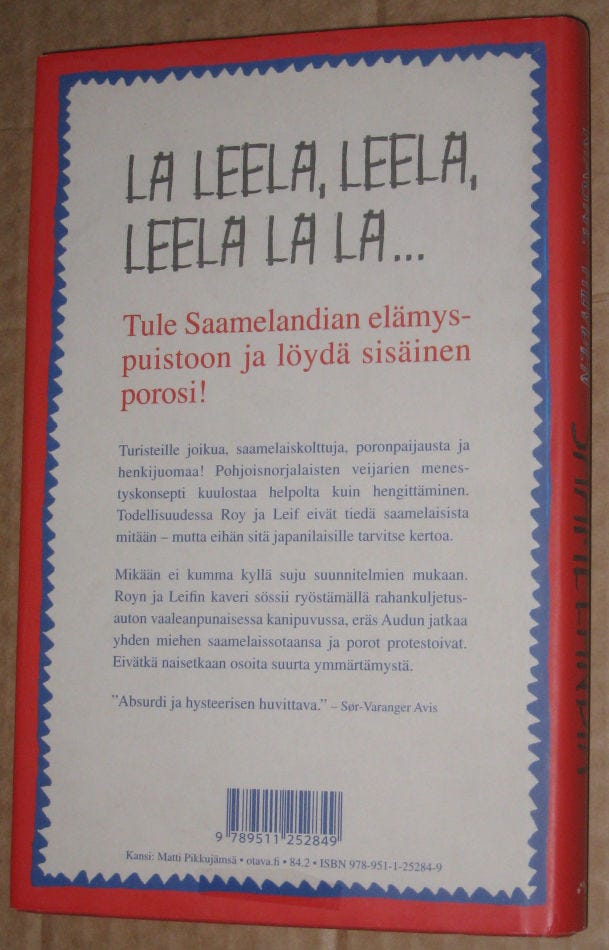 LA LEELA, LEELA,
LEELA LA LA...
Tule Saamelandian elämys-
puistoon ja löydä sisäinen
porosi!
Turisteille joikua, saamelaiskolttuja, poronpaijausta ja
henkijuomaa! Pohjoisnorjalaisten veijarien menes-
tyskonsepti kuulostaa helpolta kuin hengittäminen.
Todellisuudessa Roy ja Leif eivät tiedä saamelaisista
mitään – mutta eihän sitä japanilaisille tarvitse kertoa.
Mikään ei kumma kyllä suju suunnitelmien mukaan.
Royn ja Leifin kaveri sössii ryöstämällä rahankuljetus-
auton vaaleanpunaisessa kanipuvussa, eräs Audun jatkaa
yhden miehen saamelaissotaansa ja porot protestoivat.
Eivätkä naisetkaan osoita suurta ymmärtämystä.
”Absurdi ja hysteerisen huvittava.” – Sør-Varanger Avis
9 789511 252849
Kansi: Matti Pikkujämsä • otava.fi • 84.2 • ISBN 978-951-1-25284-9
SAAMELANDIA